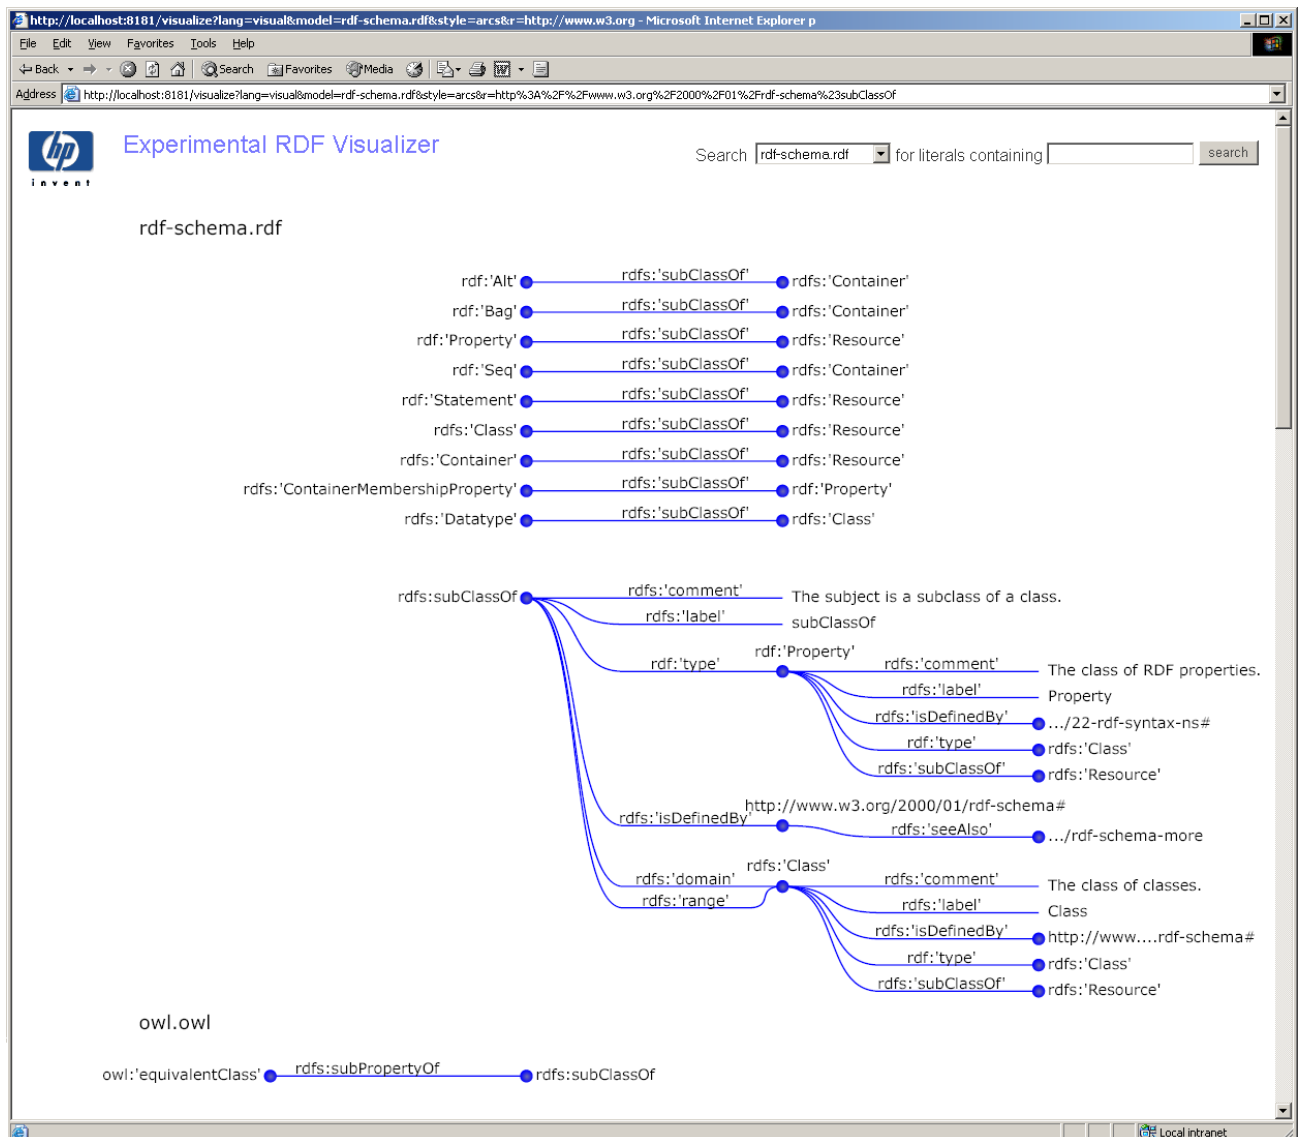 http://localhost:8181/visualize?lang=visual&model=rdf-schema.rdf&style=arcs&r=http://www.w3.org - Microsoft Internet Explorer p
File Edit View Favorites Tools Help
Back Search Favorites Media
Address http://localhost:8181/visualize?lang=visual&model=rdf-schema.rdf&style=arcs&r=http%3A%2F%2Fwww.w3.org%2F2000%2F01%2Frdf-schema%23subClassOf
hp
invent
Experimental RDF Visualizer
Search rdf-schema.rdf for literals containing search
rdf-schema.rdf
rdf:'Alt' rdfs:'subClassOf' rdfs:'Container'
rdf:'Bag' rdfs:'subClassOf' rdfs:'Container'
rdf:'Property' rdfs:'subClassOf' rdfs:'Resource'
rdf:'Seq' rdfs:'subClassOf' rdfs:'Container'
rdf:'Statement' rdfs:'subClassOf' rdfs:'Resource'
rdfs:'Class' rdfs:'subClassOf' rdfs:'Resource'
rdfs:'Container' rdfs:'subClassOf' rdfs:'Resource'
rdfs:'ContainerMembershipProperty' rdfs:'subClassOf' rdf:'Property'
rdfs:'Datatype' rdfs:'subClassOf' rdfs:'Class'
rdfs:subClassOf rdfs:'comment' The subject is a subclass of a class.
rdfs:'label' subClassOf
rdf:'type' rdf:'Property' rdfs:'comment' The class of RDF properties.
rdfs:'label' Property
rdfs:'isDefinedBy' .../22-rdf-syntax-ns#
rdf:'type' rdfs:'Class'
rdfs:'subClassOf' rdfs:'Resource'
http://www.w3.org/2000/01/rdf-schema#
rdfs:'isDefinedBy' rdfs:'seeAlso' .../rdf-schema-more
rdfs:'Class'
rdfs:'domain' rdfs:'comment' The class of classes.
rdfs:'range' rdfs:'label' Class
rdfs:'isDefinedBy' http://www....rdf-schema#
rdf:'type' rdfs:'Class'
rdfs:'subClassOf' rdfs:'Resource'
owl.owl
owl:'equivalentClass' rdfs:subPropertyOf rdfs:subClassOf
Local intranet